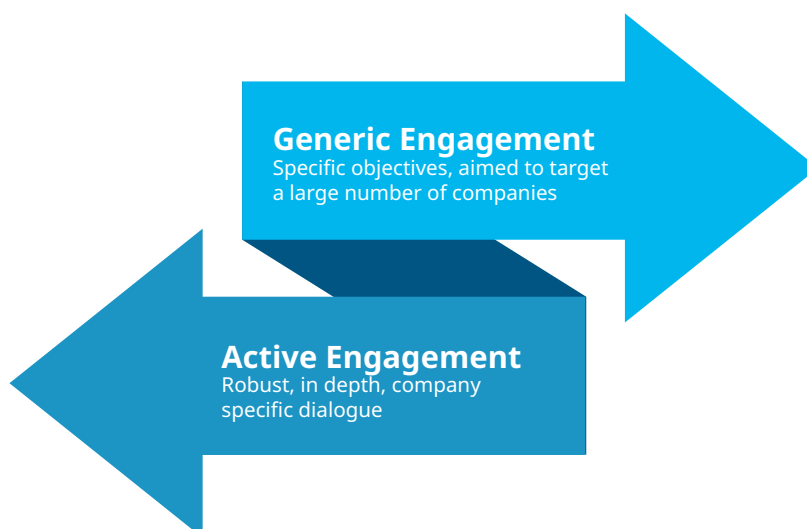 Generic Engagement
Specific objectives, aimed to target
a large number of companies
Active Engagement
Robust, in depth, company
specific dialogue